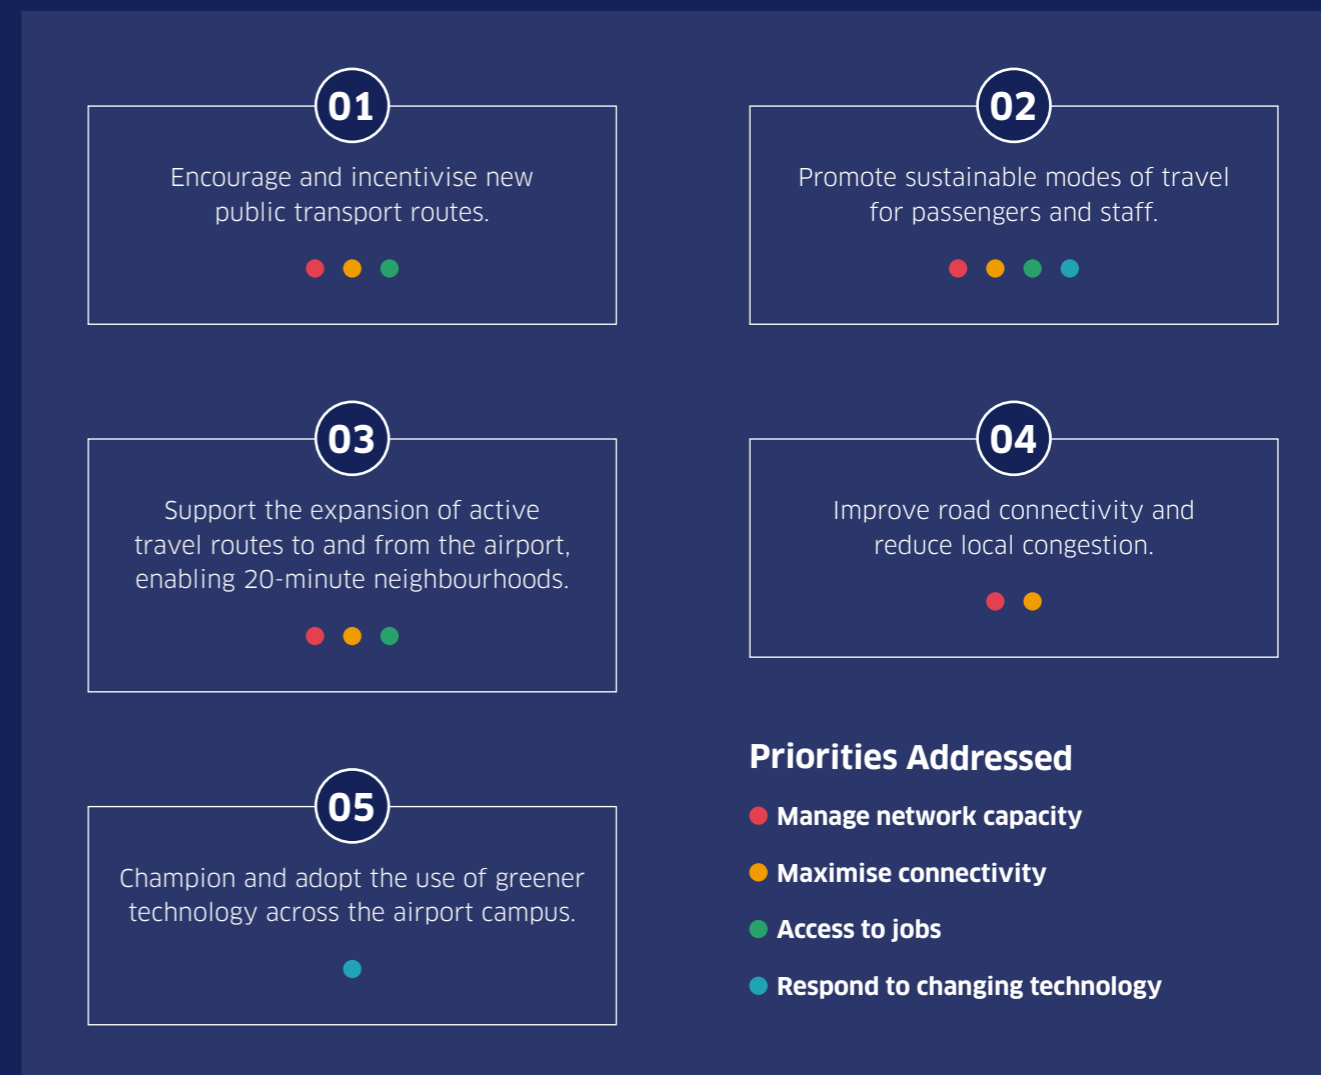 01
Encourage and incentivise new
public transport routes.
02
Promote sustainable modes of travel
for passengers and staff.
03
Support the expansion of active
travel routes to and from the airport,
enabling 20-minute neighbourhoods.
04
Improve road connectivity and
reduce local congestion.
05
Champion and adopt the use of greener
technology across the airport campus.
Priorities Addressed
Manage network capacity
Maximise connectivity
Access to jobs
Respond to changing technology